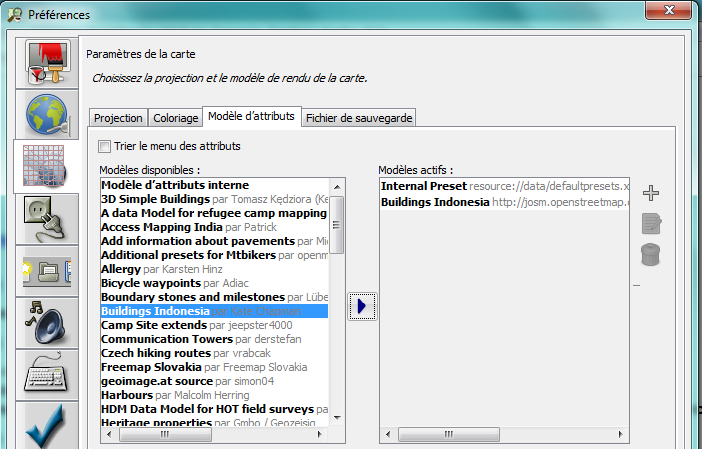 Préférences
Paramètres de la carte
Choisissez la projection et le modèle de rendu de la carte.
Projection Coloriage Modèle d'attributs Fichier de sauvegarde
Trier le menu des attributs
Modèles disponibles :
Modèle d'attributs interne
3D Simple Buildings par Tomasz Kędziora (Ke
A data Model for refugee camp mapping
Access Mapping India par Patrick
Add information about pavements par Mic
Additional presets for Mtbikers par openm
Allergy par Karsten Hinz
Bicycle waypoints par Adiac
Boundary stones and milestones par Lübe
Buildings Indonesia par Kate Chapman
Camp Site extends par jeepster4000
Communication Towers par derstefan
Czech hiking routes par vrabcak
Freemap Slovakia par Freemap Slovakia
geoimage.at source par simon04
Harbours par Malcolm Herring
HDM Data Model for HOT field surveys pa
Heritage properties par Gmbo / Geozeisig
Modèles actifs :
Internal Preset resource://data/defaultpresets.x
Buildings Indonesia http://josm.openstreetmap.d